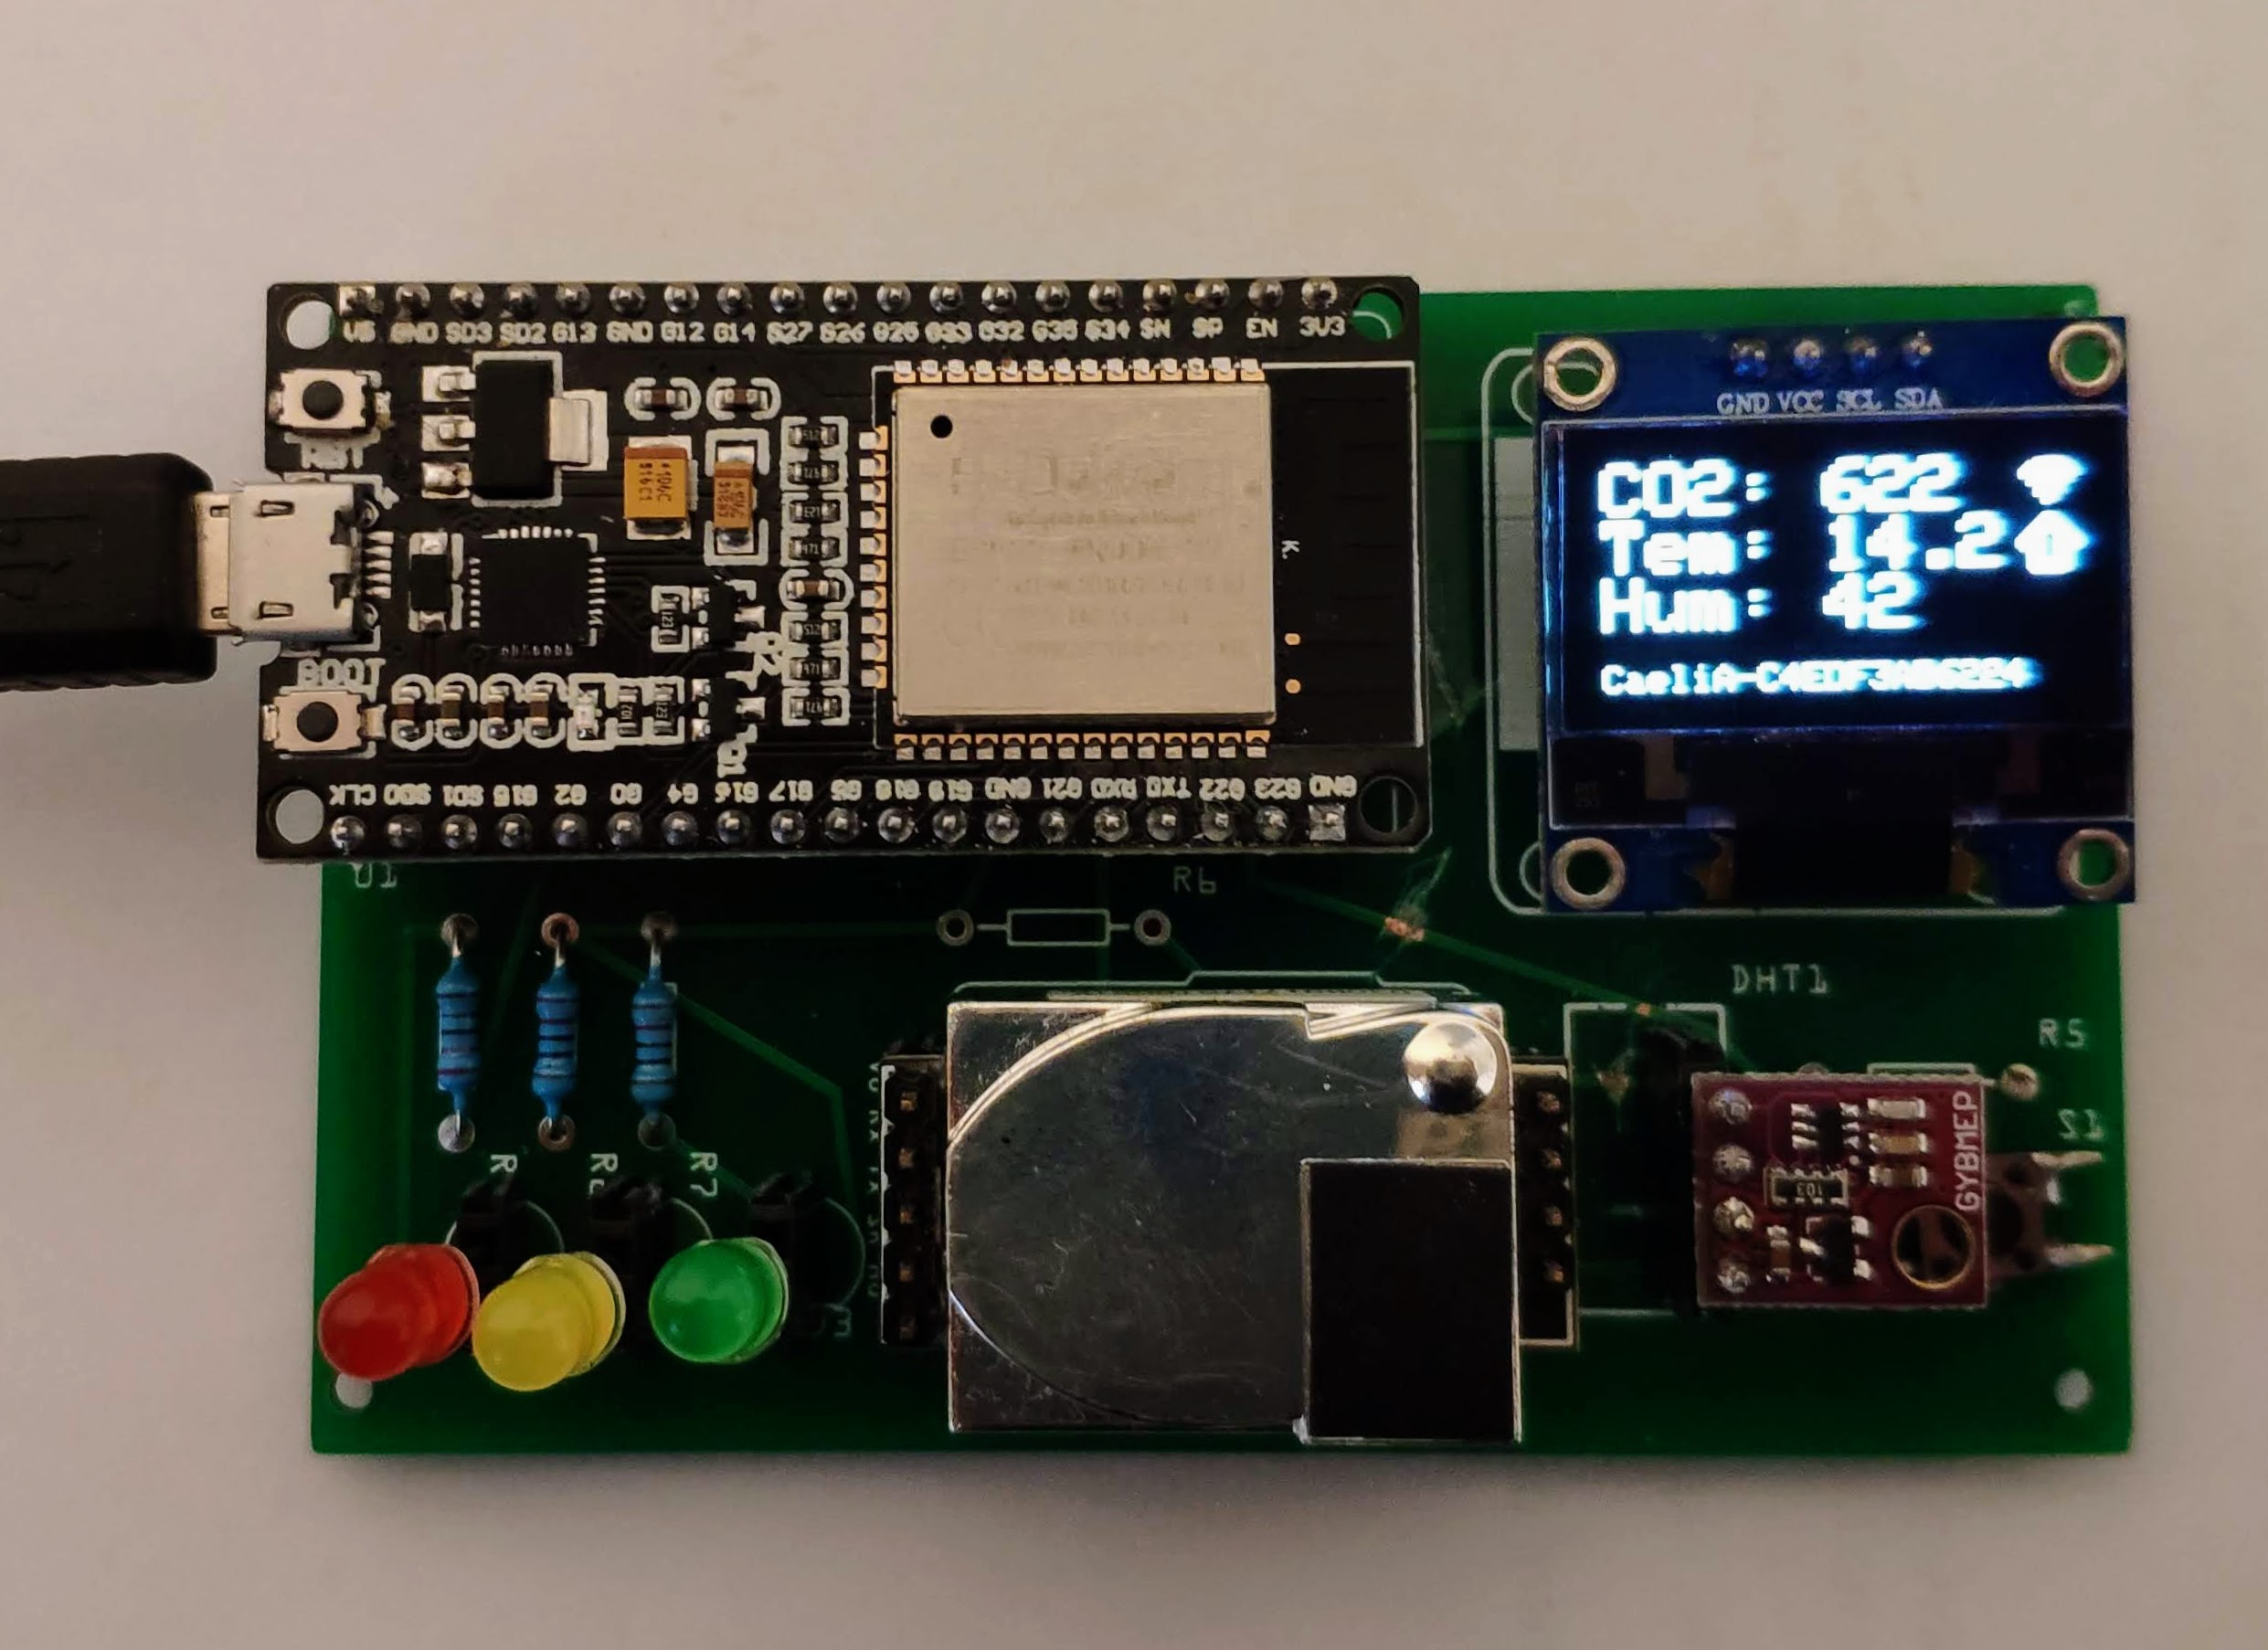 V5 GND SD3 SD2 G13 GND G12 G14 G27 G26 G25 G33 G32 G35 G34 SN SP EN 3V3
GND VCC SCL SDA
CO2: 622
Tem: 14.2
Hum: 42
BOOT
Q1
CLK SD0 SD1 G15 G2 G0 G4 G16 G17 G5 G18 G19 GND G21 RXD TXD G22 G23 GND
U1
R6
DHT1
R5
S1
GYBMEP
103
R7